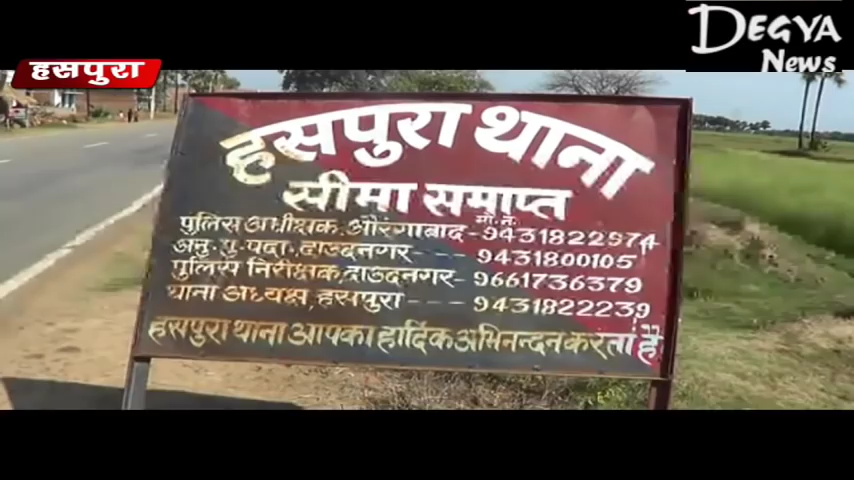 DEGYA
News
हसपुरा
हसपुरा थाना
सीमा समाप्त
मो.नं.
पुलिस अधीक्षक, औरंगाबाद - 9431822974
अनु. पु. पदा., दाउदनगर --- 9431800105
पुलिस निरीक्षक, दाउदनगर - 9661736379
थाना अध्यक्ष, हसपुरा --- 9431822239
हसपुरा थाना आपका हार्दिक अभिनन्दन करता है